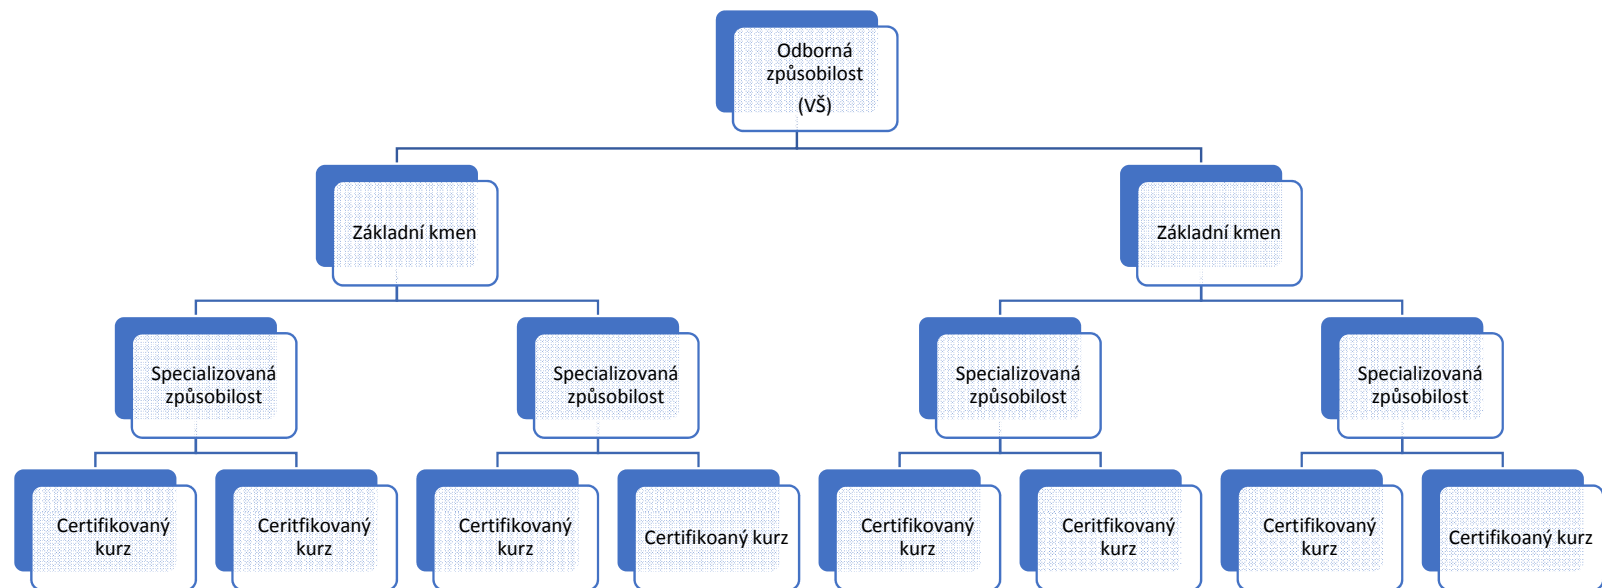 Odborná
způsobilost
(VŠ)
Základní kmen
Základní kmen
Specializovaná
způsobilost
Specializovaná
způsobilost
Specializovaná
způsobilost
Specializovaná
způsobilost
Certifikovaný
kurz
Ceritfikovaný
kurz
Certifikovaný
kurz
Certifikoaný kurz
Certifikovaný
kurz
Ceritfikovaný
kurz
Certifikovaný
kurz
Certifikoaný kurz